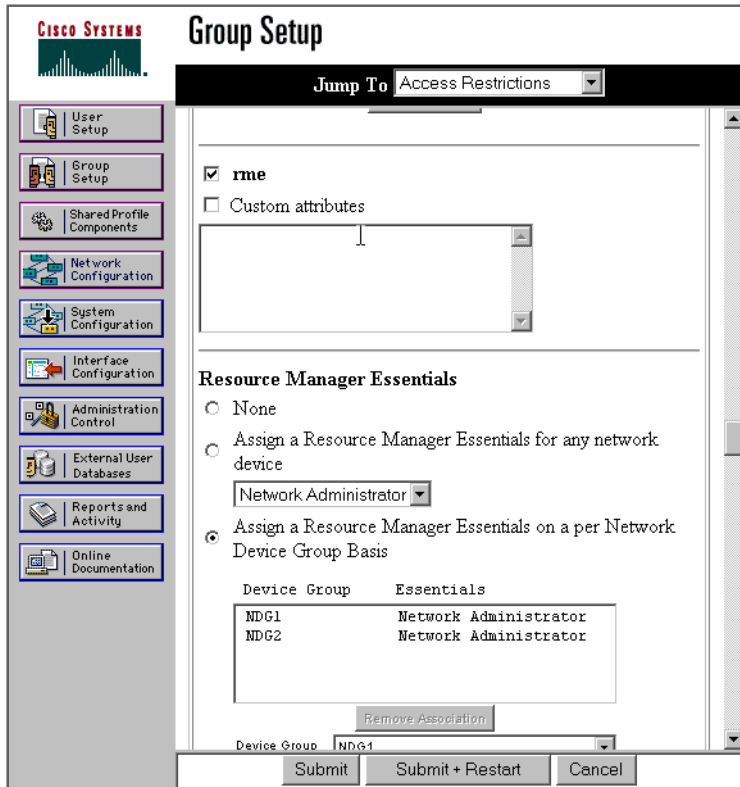 CISCO SYSTEMS
Group Setup
Jump To Access Restrictions
User
Setup
Group
Setup
Shared Profile
Components
Network
Configuration
System
Configuration
Interface
Configuration
Administration
Control
External User
Databases
Reports and
Activity
Online
Documentation
rme
Custom attributes
Resource Manager Essentials
None
Assign a Resource Manager Essentials for any network
device
Network Administrator
Assign a Resource Manager Essentials on a per Network
Device Group Basis
Device Group Essentials
NDG1 Network Administrator
NDG2 Network Administrator
Remove Association
Device Group NDG1
Submit Submit + Restart Cancel